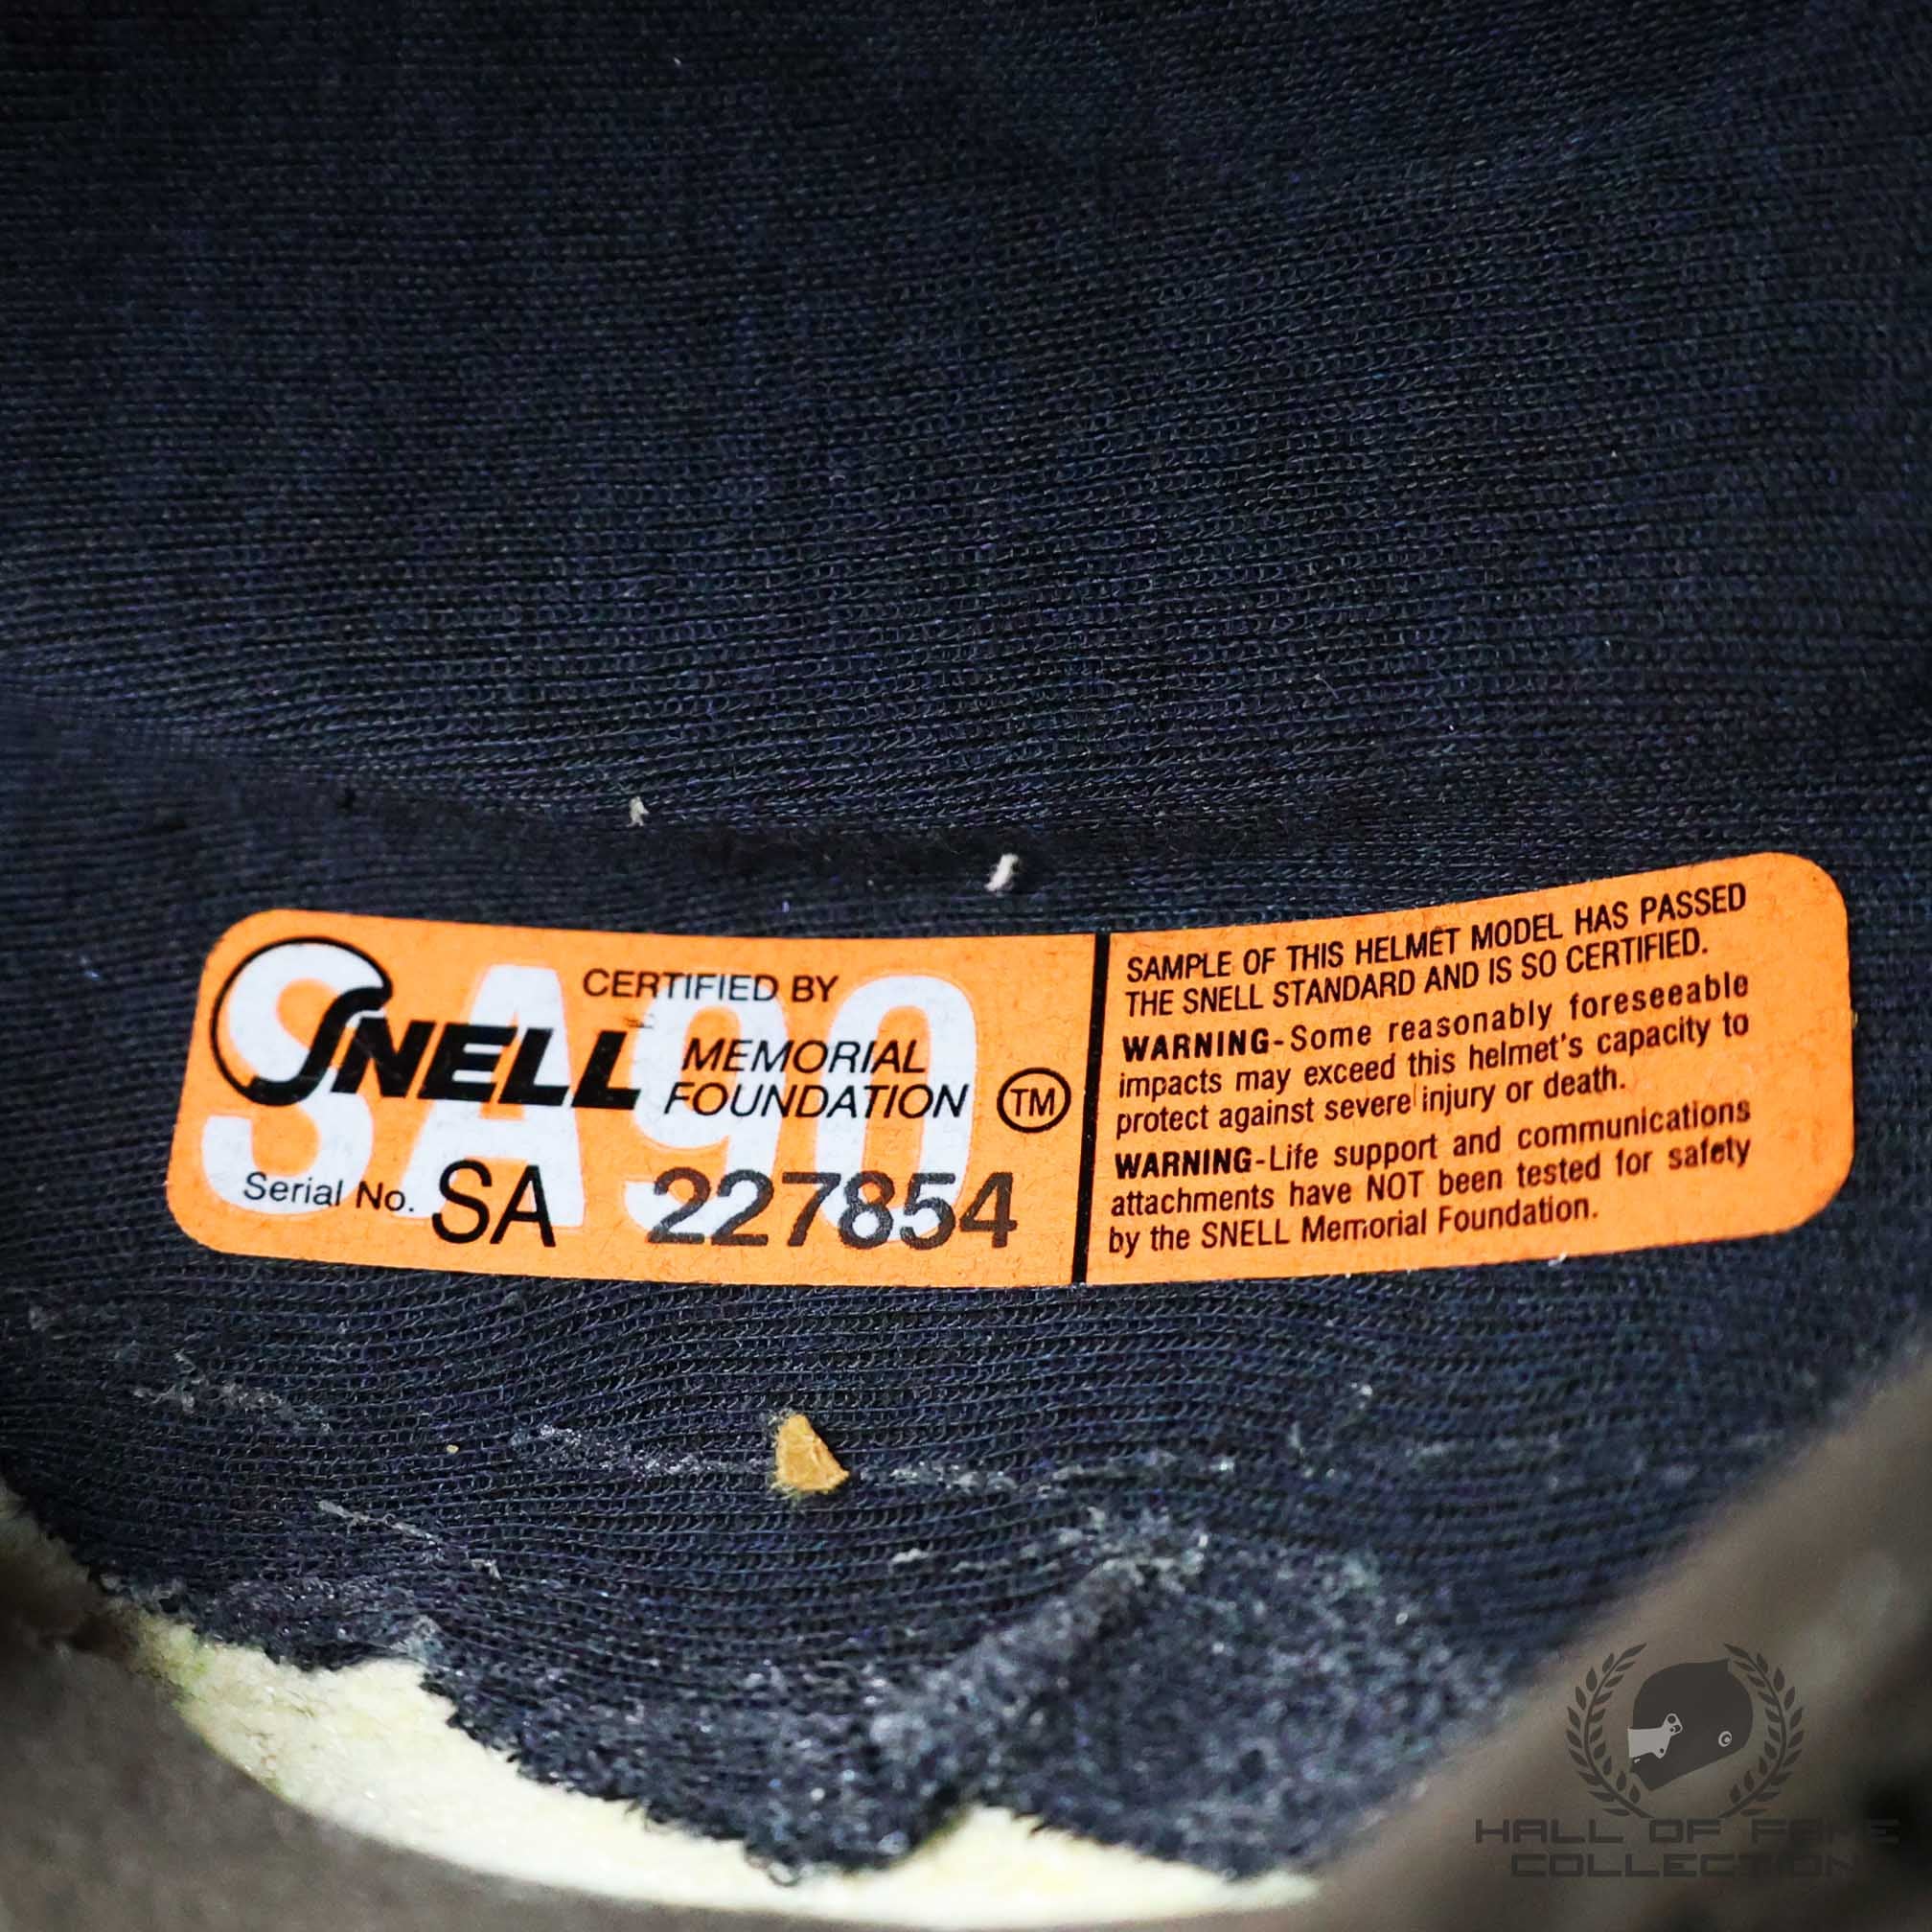 SA90
CERTIFIED BY
SNELL MEMORIAL
FOUNDATION TM
Serial No. SA 227854
SAMPLE OF THIS HELMET MODEL HAS PASSED
THE SNELL STANDARD AND IS SO CERTIFIED.
WARNING-Some reasonably foreseeable
impacts may exceed this helmet's capacity to
protect against severe injury or death.
WARNING-Life support and communications
attachments have NOT been tested for safety
by the SNELL Memorial Foundation.
HALL OF FAME
COLLECTION